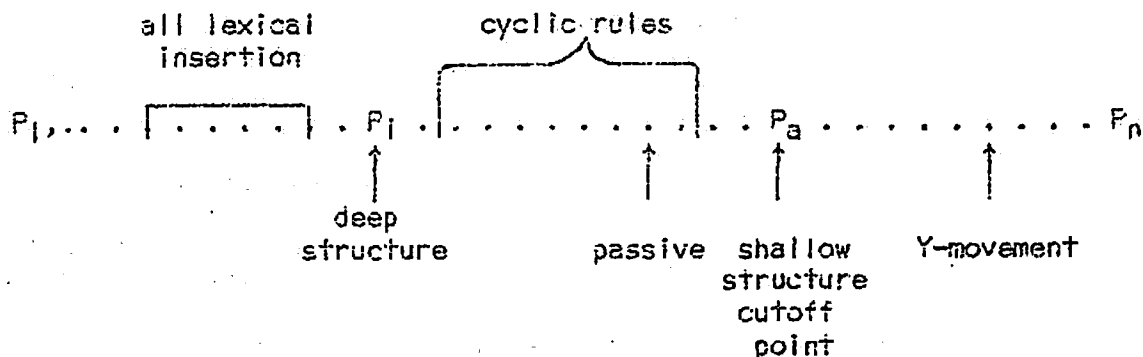 all lexical cyclic rules
insertion
P₁, . . . . . . . . . . . Pᵢ . . . . . . . . . . . . . Pₐ . . . . . . . . . . . Pₙ
deep
structure passive shallow Y-movement
structure
cutoff
point